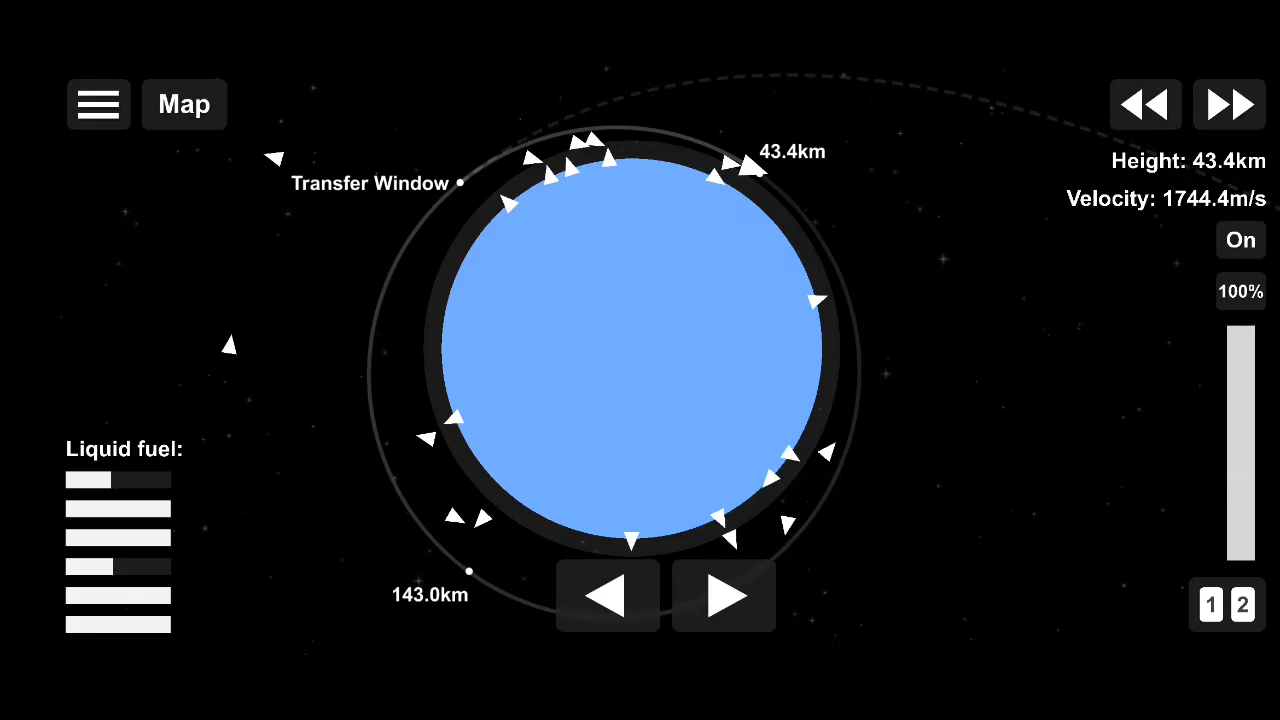 Map
43.4km
Height: 43.4km
Transfer Window
Velocity: 1744.4m/s
On
100%
Liquid fuel:
143.0km
1 2